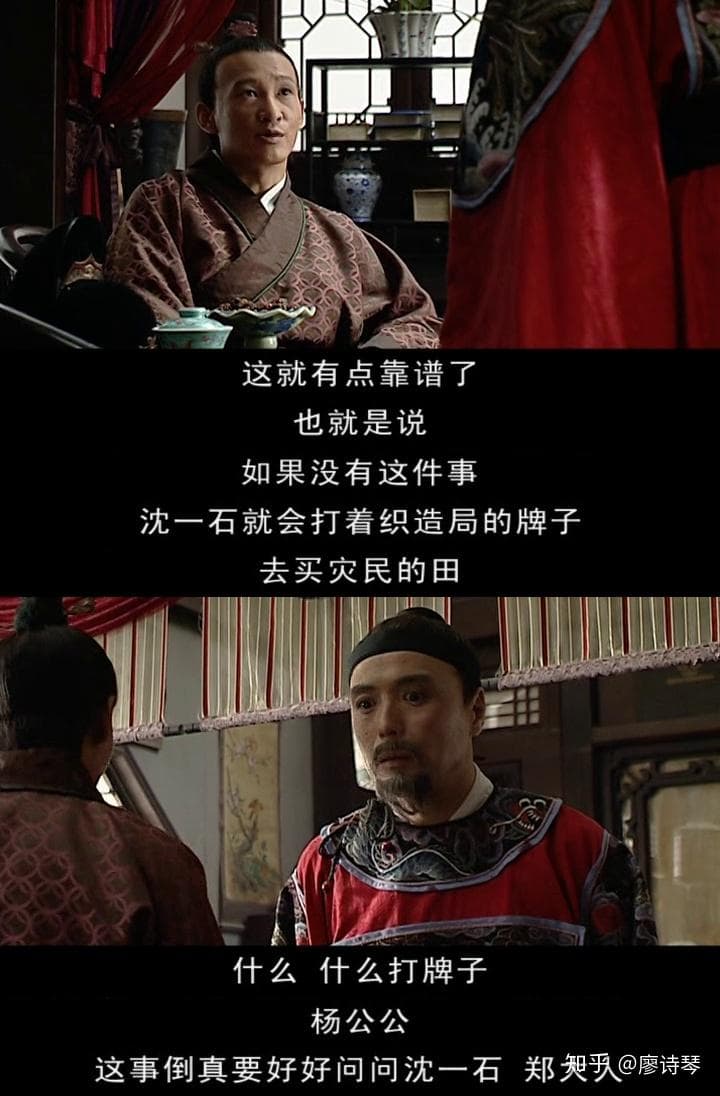 这就有点靠谱了
也就是说
如果没有这件事
沈一石就会打着织造局的牌子
去买灾民的田
什么 什么打牌子
杨公公
这事倒真要好好问问沈一石 郑大人
知乎 @廖诗琴